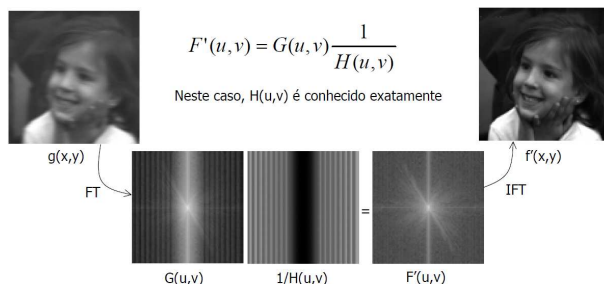 F'(u,v) = G(u,v) 1/H(u,v)
Neste caso, H(u,v) é conhecido exatamente
g(x,y)
f'(x,y)
FT
=
IFT
G(u,v)
1/H(u,v)
F'(u,v)